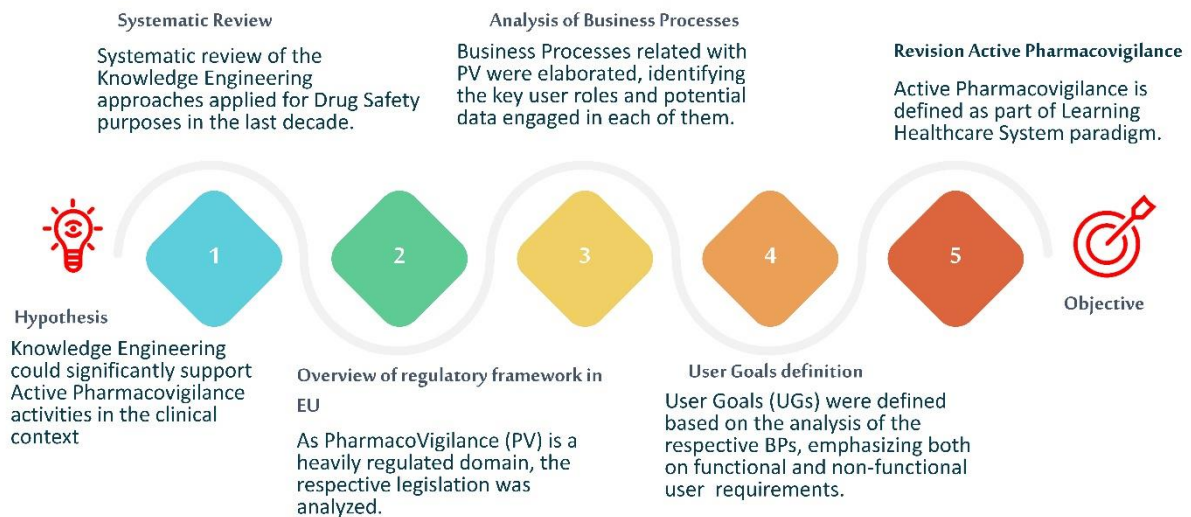 Systematic Review
Systematic review of the
Knowledge Engineering
approaches applied for Drug Safety
purposes in the last decade.
Analysis of Business Processes
Business Processes related with
PV were elaborated, identifying
the key user roles and potential
data engaged in each of them.
Revision Active Pharmacovigilance
Active Pharmacovigilance is
defined as part of Learning
Healthcare System paradigm.
1
2
3
4
5
Hypothesis
Knowledge Engineering
could significantly support
Active Pharmacovigilance
activities in the clinical
context
Overview of regulatory framework in
EU
As PharmacoVigilance (PV) is a
heavily regulated domain, the
respective legislation was
analyzed.
User Goals definition
User Goals (UGs) were defined
based on the analysis of the
respective BPs, emphasizing both
on functional and non-functional
user requirements.
Objective